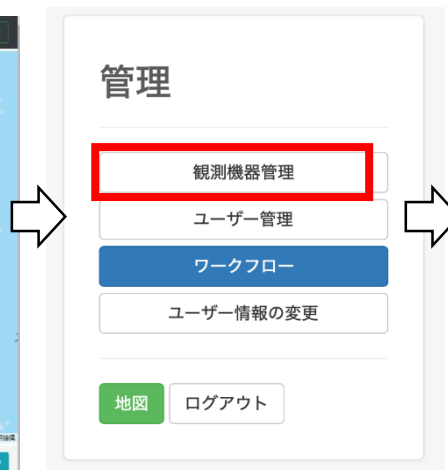 管理
観測機器管理
ユーザー管理
ワークフロー
ユーザー情報の変更
地図
ログアウト